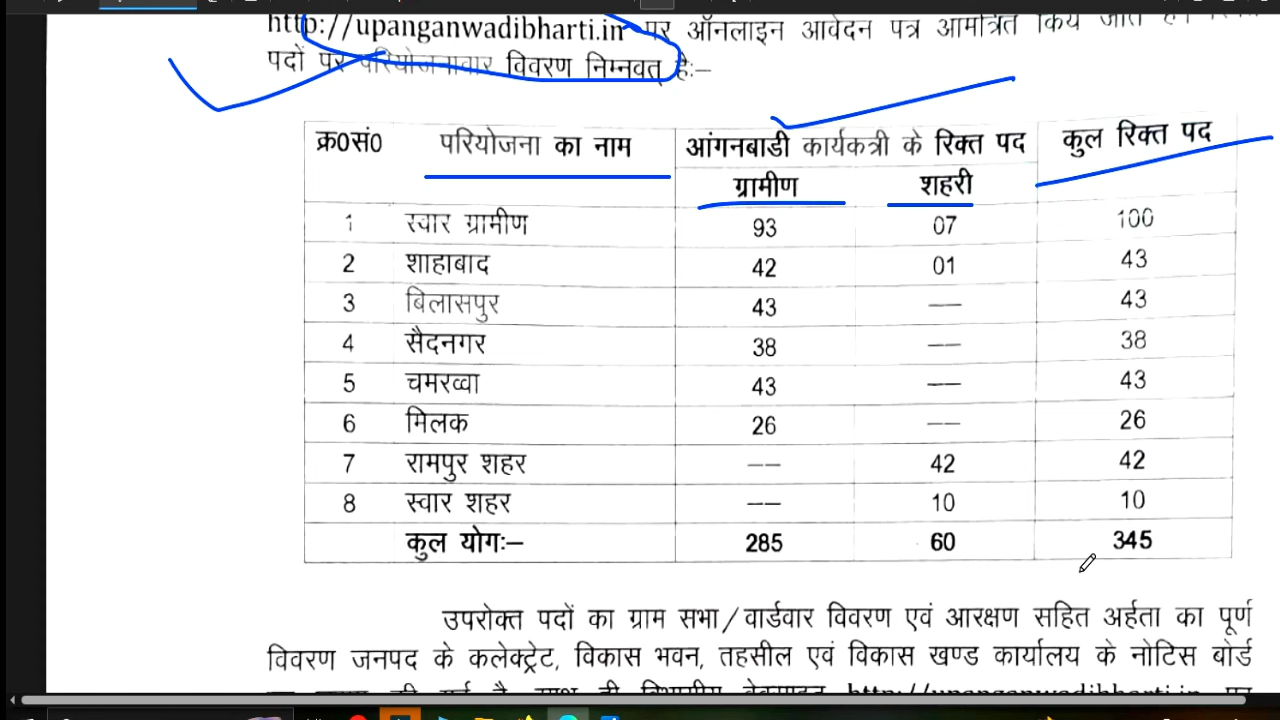 http://upanganwadibharti.in पर ऑनलाइन आवेदन पत्र आमंत्रित किये जाते
पदों पर परियोजनावार विवरण निम्नवत् हैः–
क्र0सं0 परियोजना का नाम आंगनबाडी कार्यकत्री के रिक्त पद कुल रिक्त पद
ग्रामीण शहरी
1 स्वार ग्रामीण 93 07 100
2 शाहाबाद 42 01 43
3 बिलासपुर 43 –– 43
4 सैदनगर 38 –– 38
5 चमरव्वा 43 –– 43
6 मिलक 26 –– 26
7 रामपुर शहर –– 42 42
8 स्वार शहर –– 10 10
कुल योगः– 285 60 345
उपरोक्त पदों का ग्राम सभा/वार्डवार विवरण एवं आरक्षण सहित अर्हता का पूर्ण
विवरण जनपद के कलेक्ट्रेट, विकास भवन, तहसील एवं विकास खण्ड कार्यालय के नोटिस बोर्ड
http://upanganwadibharti.in पर